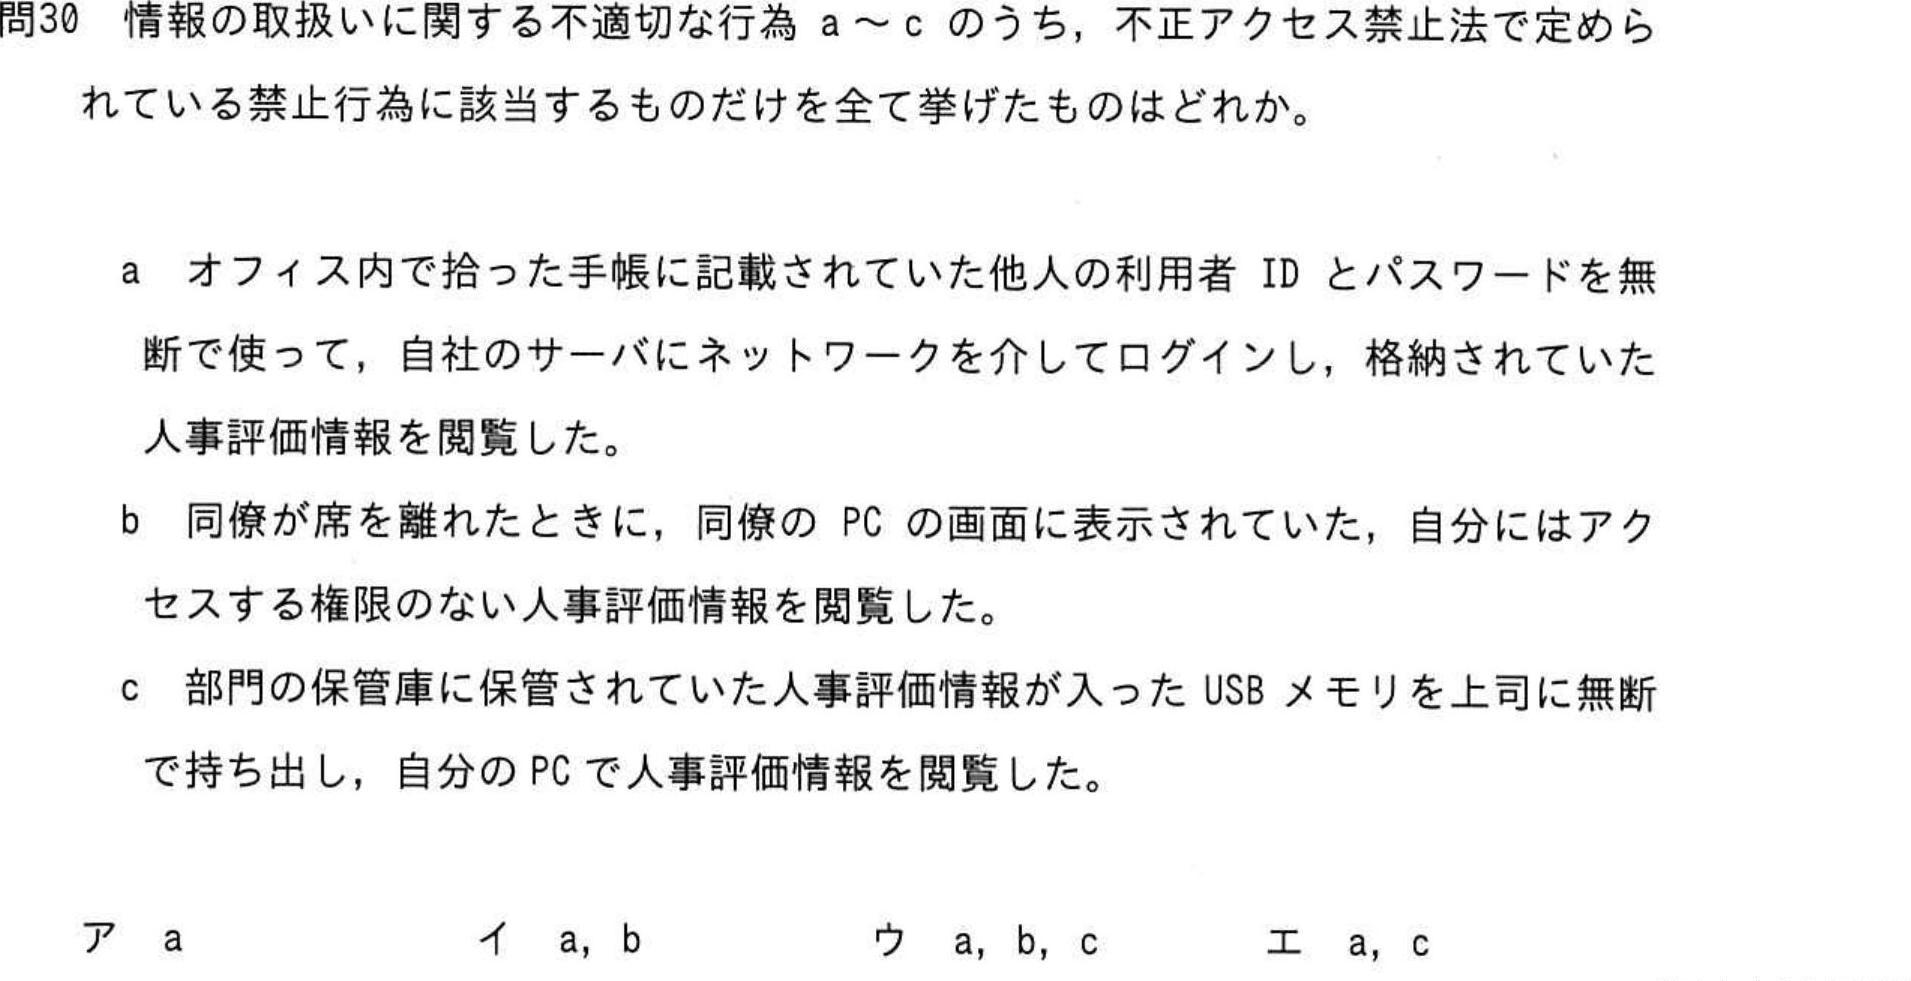 問30　情報の取扱いに関する不適切な行為 a～c のうち，不正アクセス禁止法で定めら
れている禁止行為に該当するものだけを全て挙げたものはどれか。
a　オフィス内で拾った手帳に記載されていた他人の利用者 ID とパスワードを無
断で使って，自社のサーバにネットワークを介してログインし，格納されていた
人事評価情報を閲覧した。
b　同僚が席を離れたときに，同僚の PC の画面に表示されていた，自分にはアク
セスする権限のない人事評価情報を閲覧した。
c　部門の保管庫に保管されていた人事評価情報が入った USB メモリを上司に無断
で持ち出し，自分の PC で人事評価情報を閲覧した。
ア　a　イ　a, b　ウ　a, b, c　エ　a, c